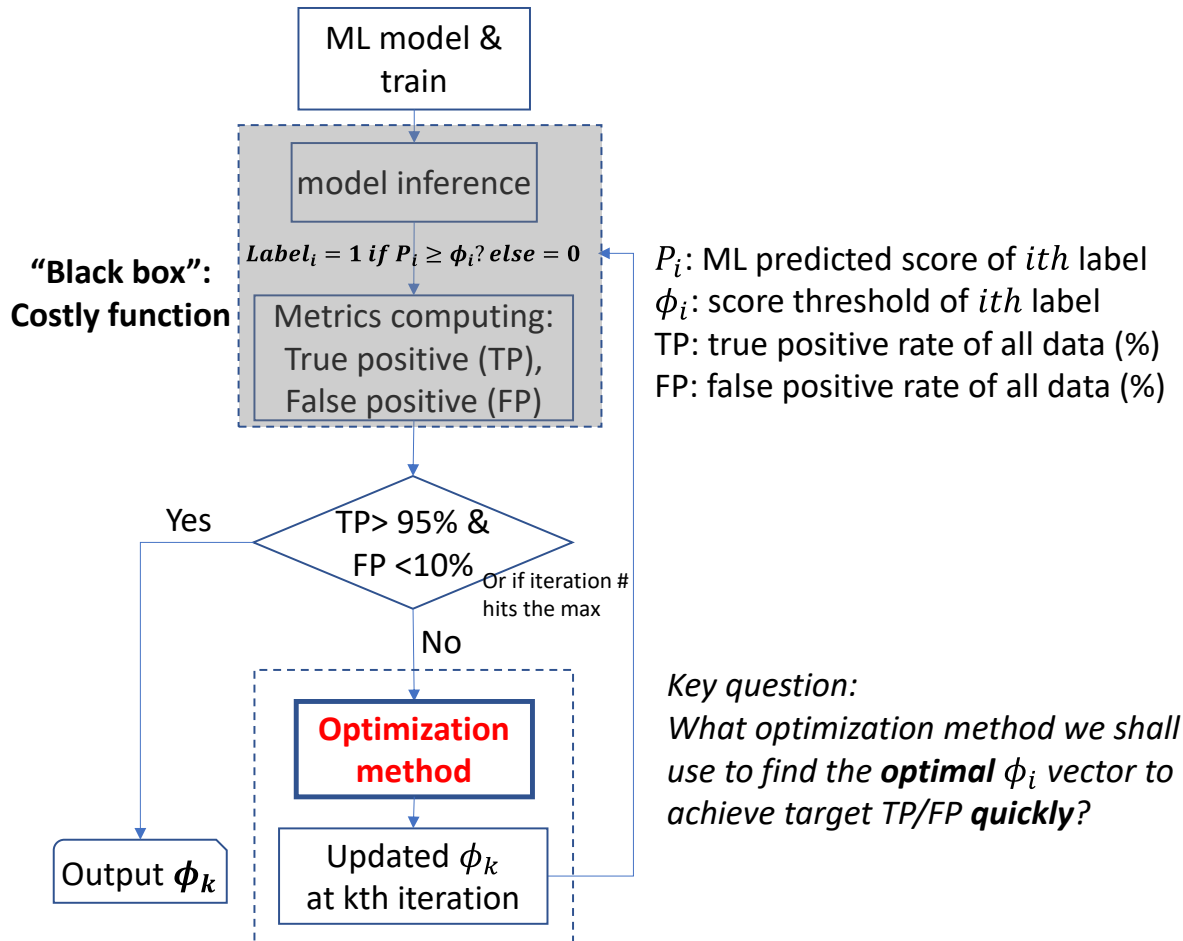 ML model &
train
model inference
Label_i = 1 if P_i ≥ ϕ_i? else = 0
“Black box”:
Costly function
Metrics computing:
True positive (TP),
False positive (FP)
P_i: ML predicted score of ith label
ϕ_i: score threshold of ith label
TP: true positive rate of all data (%)
FP: false positive rate of all data (%)
Yes
TP> 95% &
FP <10%
Or if iteration #
hits the max
No
Optimization
method
Key question:
What optimization method we shall
use to find the optimal ϕ_i vector to
achieve target TP/FP quickly?
Output ϕ_k
Updated ϕ_k
at kth iteration